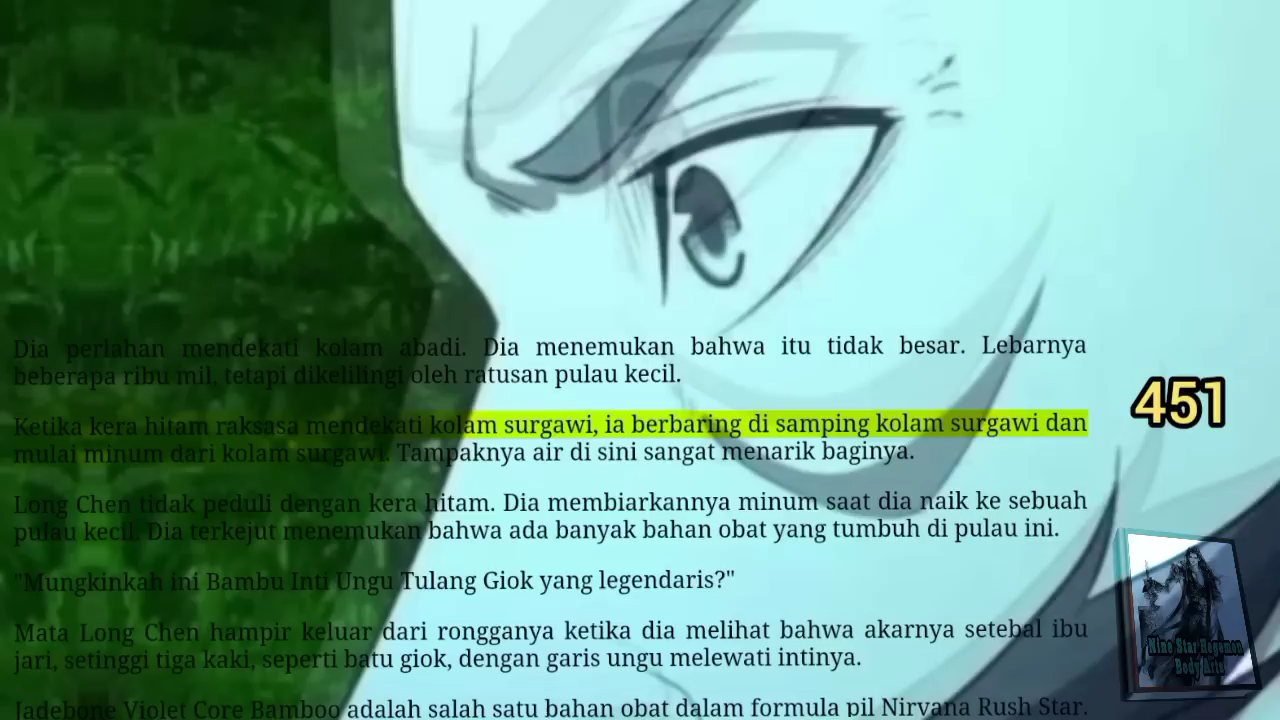 Dia perlahan mendekati kolam abadi. Dia menemukan bahwa itu tidak besar. Lebarnya
beberapa ribu mil, tetapi dikelilingi oleh ratusan pulau kecil.
Ketika kera hitam raksasa mendekati kolam surgawi, ia berbaring di samping kolam surgawi dan
mulai minum dari kolam surgawi. Tampaknya air di sini sangat menarik baginya.
451
Long Chen tidak peduli dengan kera hitam. Dia membiarkannya minum saat dia naik ke sebuah
pulau kecil. Dia terkejut menemukan bahwa ada banyak bahan obat yang tumbuh di pulau ini.
"Mungkinkah ini Bambu Inti Ungu Tulang Giok yang legendaris?"
Mata Long Chen hampir keluar dari rongganya ketika dia melihat bahwa akarnya setebal ibu
jari, setinggi tiga kaki, seperti batu giok, dengan garis ungu melewati intinya.
Nine Star Hegemon
Body Arts
Jadebone Violet Core Bamboo adalah salah satu bahan obat dalam formula pil Nirvana Rush Star.